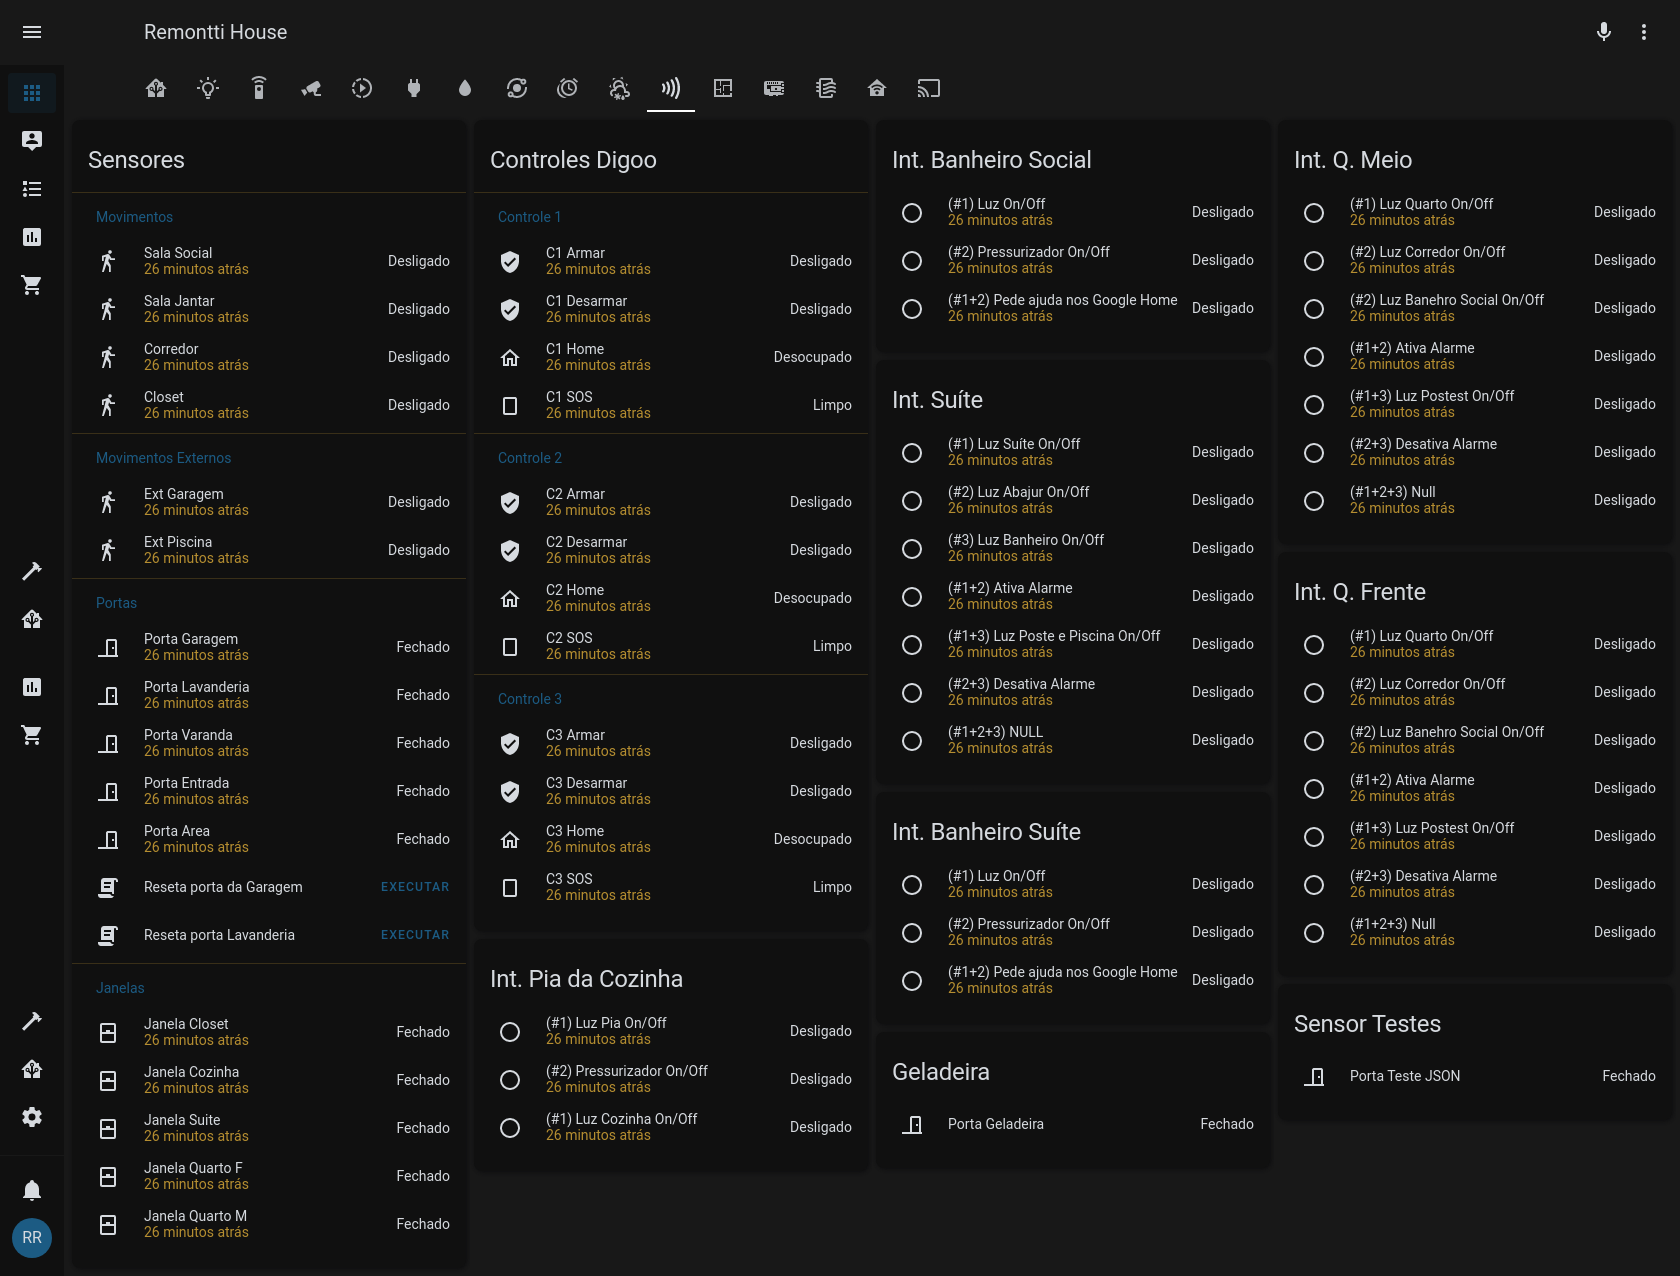 Remontti House
Sensores
Movimentos
Sala Social
26 minutos atrás
Desligado
Sala Jantar
26 minutos atrás
Desligado
Corredor
26 minutos atrás
Desligado
Closet
26 minutos atrás
Desligado
Movimentos Externos
Ext Garagem
26 minutos atrás
Desligado
Ext Piscina
26 minutos atrás
Desligado
Portas
Porta Garagem
26 minutos atrás
Fechado
Porta Lavanderia
26 minutos atrás
Fechado
Porta Varanda
26 minutos atrás
Fechado
Porta Entrada
26 minutos atrás
Fechado
Porta Area
26 minutos atrás
Fechado
Reseta porta da Garagem
EXECUTAR
Reseta porta Lavanderia
EXECUTAR
Janelas
Janela Closet
26 minutos atrás
Fechado
Janela Cozinha
26 minutos atrás
Fechado
Janela Suite
26 minutos atrás
Fechado
Janela Quarto F
26 minutos atrás
Fechado
Janela Quarto M
26 minutos atrás
Fechado
Controles Digoo
Controle 1
C1 Armar
26 minutos atrás
Desligado
C1 Desarmar
26 minutos atrás
Desligado
C1 Home
26 minutos atrás
Desocupado
C1 SOS
26 minutos atrás
Limpo
Controle 2
C2 Armar
26 minutos atrás
Desligado
C2 Desarmar
26 minutos atrás
Desligado
C2 Home
26 minutos atrás
Desocupado
C2 SOS
26 minutos atrás
Limpo
Controle 3
C3 Armar
26 minutos atrás
Desligado
C3 Desarmar
26 minutos atrás
Desligado
C3 Home
26 minutos atrás
Desocupado
C3 SOS
26 minutos atrás
Limpo
Int. Pia da Cozinha
(#1) Luz Pia On/Off
26 minutos atrás
Desligado
(#2) Pressurizador On/Off
26 minutos atrás
Desligado
(#1) Luz Cozinha On/Off
26 minutos atrás
Desligado
Int. Banheiro Social
(#1) Luz On/Off
26 minutos atrás
Desligado
(#2) Pressurizador On/Off
26 minutos atrás
Desligado
(#1+2) Pede ajuda nos Google Home
26 minutos atrás
Desligado
Int. Suíte
(#1) Luz Suíte On/Off
26 minutos atrás
Desligado
(#2) Luz Abajur On/Off
26 minutos atrás
Desligado
(#3) Luz Banheiro On/Off
26 minutos atrás
Desligado
(#1+2) Ativa Alarme
26 minutos atrás
Desligado
(#1+3) Luz Poste e Piscina On/Off
26 minutos atrás
Desligado
(#2+3) Desativa Alarme
26 minutos atrás
Desligado
(#1+2+3) NULL
26 minutos atrás
Desligado
Int. Banheiro Suíte
(#1) Luz On/Off
26 minutos atrás
Desligado
(#2) Pressurizador On/Off
26 minutos atrás
Desligado
(#1+2) Pede ajuda nos Google Home
26 minutos atrás
Desligado
Geladeira
Porta Geladeira
Fechado
Int. Q. Meio
(#1) Luz Quarto On/Off
26 minutos atrás
Desligado
(#2) Luz Corredor On/Off
26 minutos atrás
Desligado
(#2) Luz Banehro Social On/Off
26 minutos atrás
Desligado
(#1+2) Ativa Alarme
26 minutos atrás
Desligado
(#1+3) Luz Postest On/Off
26 minutos atrás
Desligado
(#2+3) Desativa Alarme
26 minutos atrás
Desligado
(#1+2+3) Null
26 minutos atrás
Desligado
Int. Q. Frente
(#1) Luz Quarto On/Off
26 minutos atrás
Desligado
(#2) Luz Corredor On/Off
26 minutos atrás
Desligado
(#2) Luz Banehro Social On/Off
26 minutos atrás
Desligado
(#1+2) Ativa Alarme
26 minutos atrás
Desligado
(#1+3) Luz Postest On/Off
26 minutos atrás
Desligado
(#2+3) Desativa Alarme
26 minutos atrás
Desligado
(#1+2+3) Null
26 minutos atrás
Desligado
Sensor Testes
Porta Teste JSON
Fechado
RR